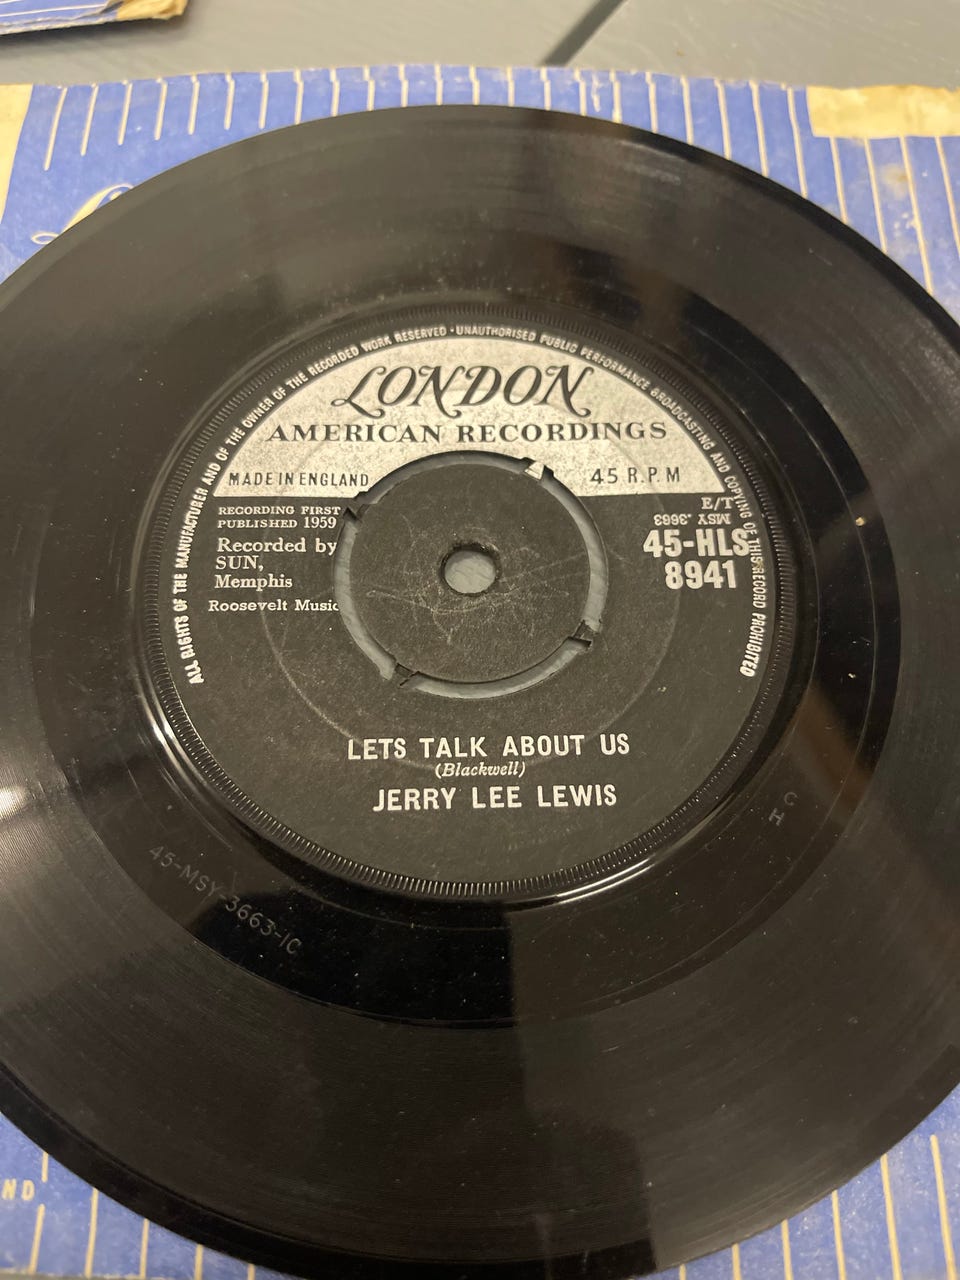 ALL RIGHTS OF THE MANUFACTURER AND OF THE OWNER OF THE RECORDED WORK RESERVED · UNAUTHORISED PUBLIC PERFORMANCE BROADCASTING AND COPYING OF THIS RECORD PROHIBITED
LONDON
AMERICAN RECORDINGS
MADE IN ENGLAND
45 R.P.M
RECORDING FIRST
PUBLISHED 1959
Recorded by
SUN,
Memphis
Roosevelt Music
E/T
MSY .3663
45-HLS
8941
LETS TALK ABOUT US
(Blackwell)
JERRY LEE LEWIS
CH
45-MSY-3663-1C
ND